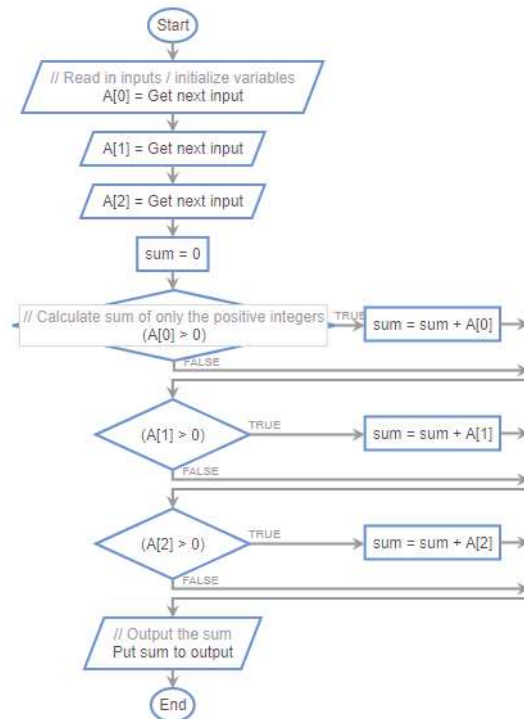 Start
// Read in inputs / initialize variables
A[0] = Get next input
A[1] = Get next input
A[2] = Get next input
sum = 0
// Calculate sum of only the positive integers
(A[0] > 0)
TRUE
sum = sum + A[0]
FALSE
(A[1] > 0)
TRUE
sum = sum + A[1]
FALSE
(A[2] > 0)
TRUE
sum = sum + A[2]
FALSE
// Output the sum
Put sum to output
End